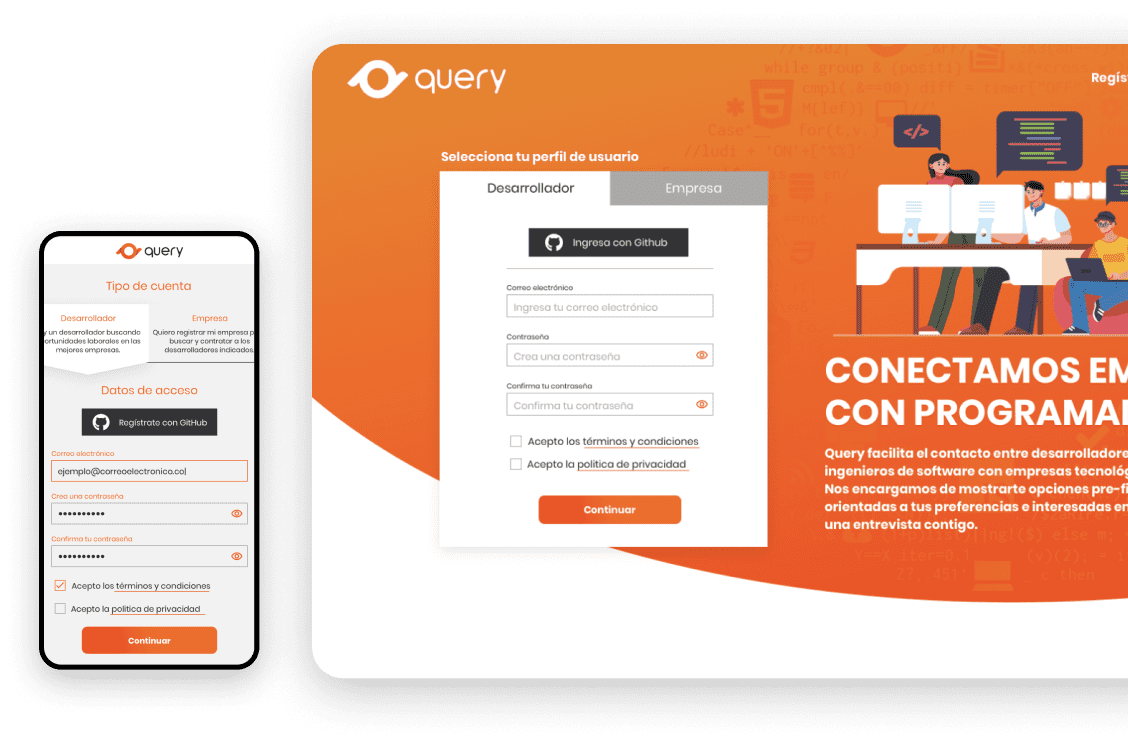 query
Tipo de cuenta
Desarrollador
y un desarrollador buscando
ortunidades laborales en las
mejores empresas.
Empresa
Quiero registrar mi empresa p
buscar y contratar a los
desarrolladores indicados.
Datos de acceso
Regístrate con GitHub
Correo electrónico
ejemplo@correoelectronico.co|
Crea una contraseña
••••••••••
Confirma tu contraseña
••••••••••
Acepto los términos y condiciones
Acepto la politica de privacidad
Continuar
query
Regíst
Selecciona tu perfil de usuario
Desarrollador
Empresa
Ingresa con Github
Correo electrónico
Ingresa tu correo electrónico
Contraseña
Crea una contraseña
Confirma tu contraseña
Confirma tu contraseña
Acepto los términos y condiciones
Acepto la politica de privacidad
Continuar
</>
CONECTAMOS EM
CON PROGRAMA
Query facilita el contacto entre desarrolladore
ingenieros de software con empresas tecnológ
Nos encargamos de mostrarte opciones pre-fi
orientadas a tus preferencias e interesadas en
una entrevista contigo.